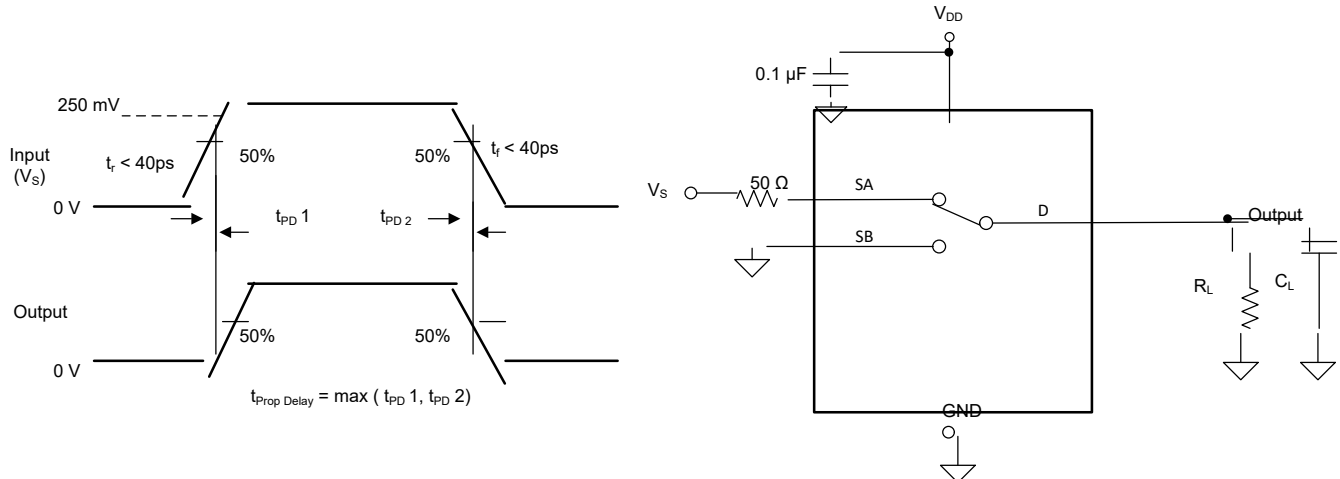 250 mV
Input
(VS)
tr < 40ps
50%
50%
tf < 40ps
0 V
tPD 1
tPD 2
Output
50%
50%
0 V
tProp Delay = max ( tPD 1, tPD 2)
VDD
0.1 µF
VS
50 Ω
SA
SB
D
Output
RL
CL
GND